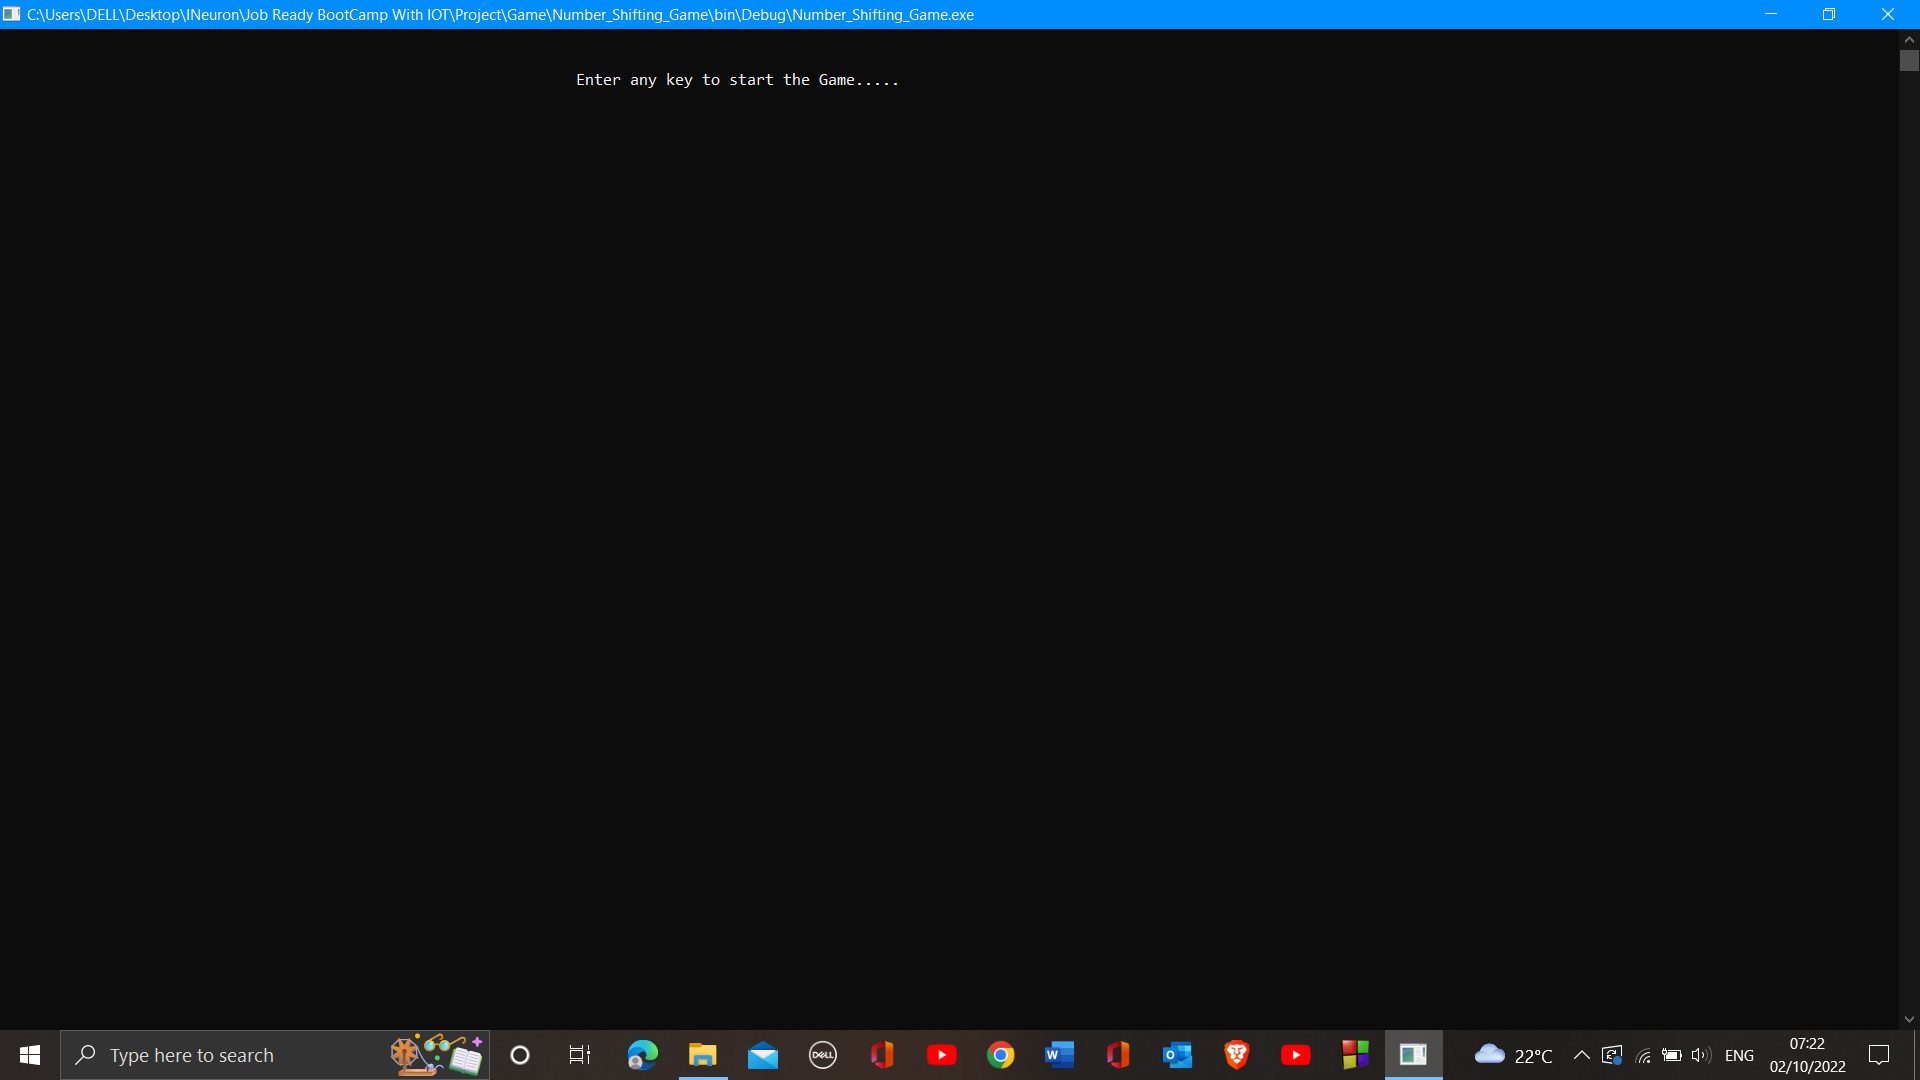 C:\Users\DELL\Desktop\INeuron\Job Ready BootCamp With IOT\Project\Game\Number_Shifting_Game\bin\Debug\Number_Shifting_Game.exe
Enter any key to start the Game.....
Type here to search
DELL
22°C
ENG
07:22
02/10/2022